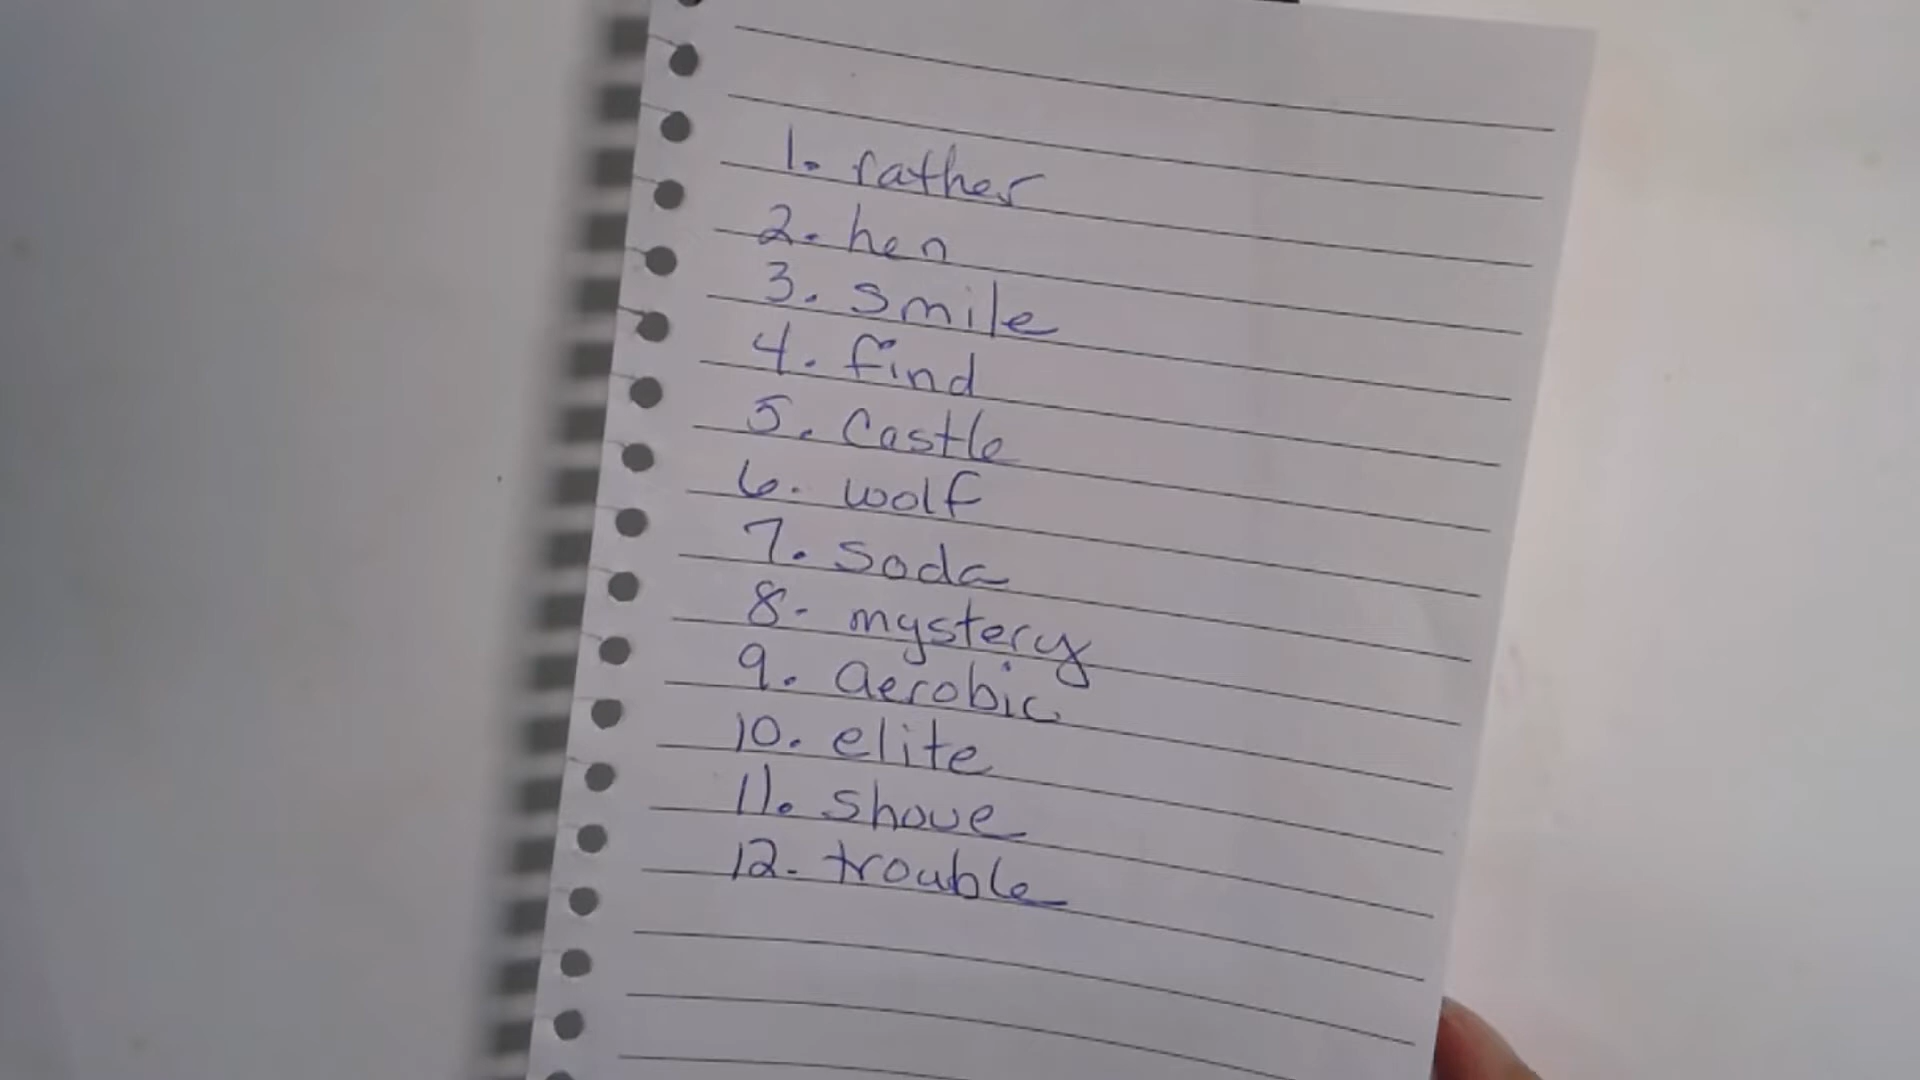 1. rather
2. hen
3. smile
4. find
5. castle
6. wolf
7. soda
8. mystery
9. aerobic
10. elite
11. shove
12. trouble